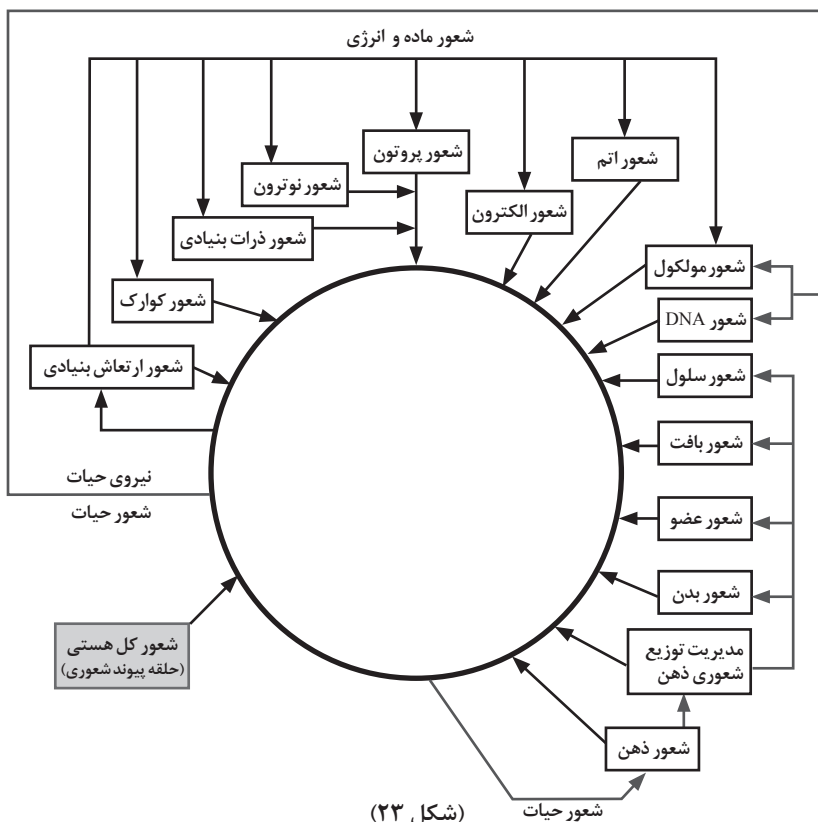 شعور ماده و انرژی
شعور پروتون
شعور اتم
شعور نوترون
شعور الکترون
شعور ذرات بنیادی
شعور مولکول
شعور کوارک
شعور DNA
شعور ارتعاش بنیادی
شعور سلول
شعور بافت
نیروی حیات
شعور حیات
شعور عضو
شعور بدن
شعور کل هستی
(حلقه پیوند شعوری)
مدیریت توزیع
شعوری ذهن
شعور ذهن
شعور حیات
(شکل ۲۳)